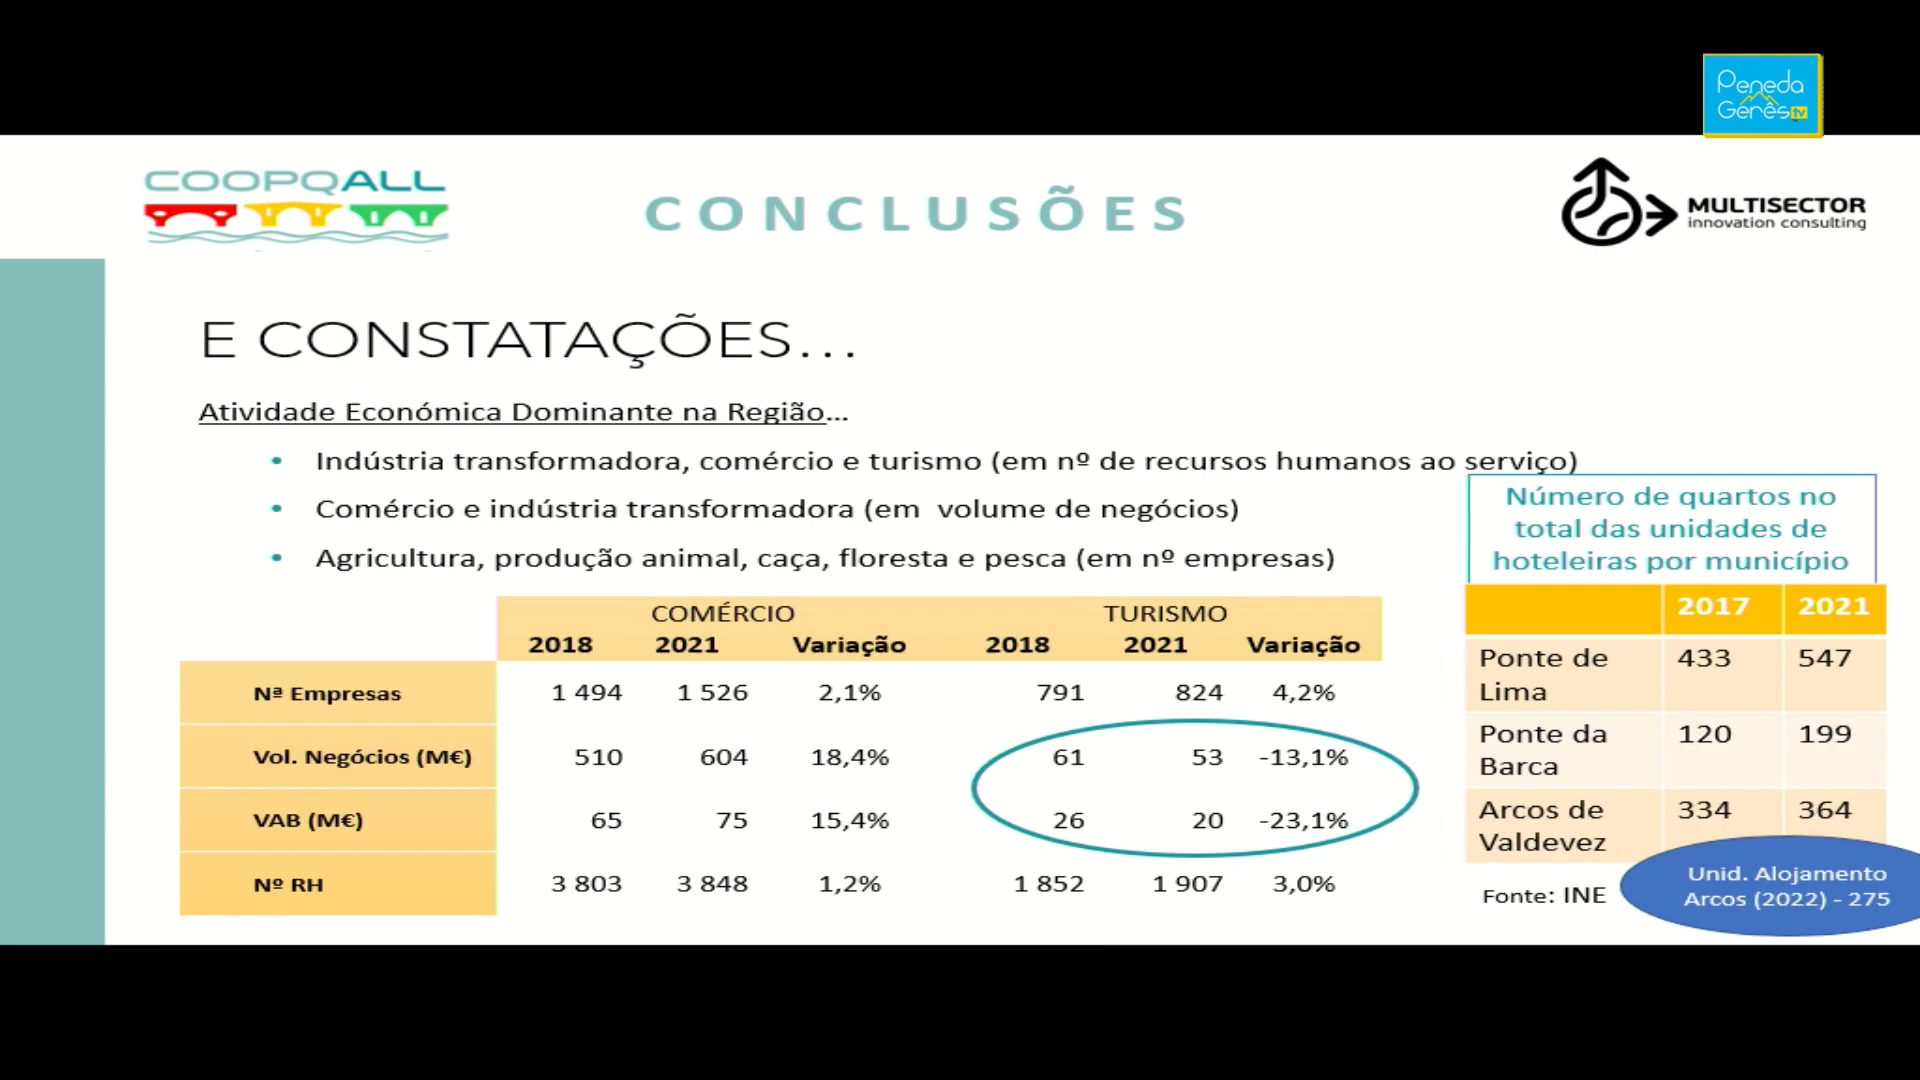 Peneda
Gerês tv
COOPQALL
CONCLUSÕES
MULTISECTOR
innovation consulting
E CONSTATAÇÕES...
Atividade Económica Dominante na Região...
• Indústria transformadora, comércio e turismo (em nº de recursos humanos ao serviço)
• Comércio e indústria transformadora (em volume de negócios)
• Agricultura, produção animal, caça, floresta e pesca (em nº empresas)
COMÉRCIO TURISMO
2018 2021 Variação 2018 2021 Variação
Nª Empresas 1 494 1 526 2,1% 791 824 4,2%
Vol. Negócios (M€) 510 604 18,4% 61 53 -13,1%
VAB (M€) 65 75 15,4% 26 20 -23,1%
Nº RH 3 803 3 848 1,2% 1 852 1 907 3,0%
Número de quartos no
total das unidades de
hoteleiras por município
2017 2021
Ponte de 433 547
Lima
Ponte da 120 199
Barca
Arcos de 334 364
Valdevez
Fonte: INE
Unid. Alojamento
Arcos (2022) - 275